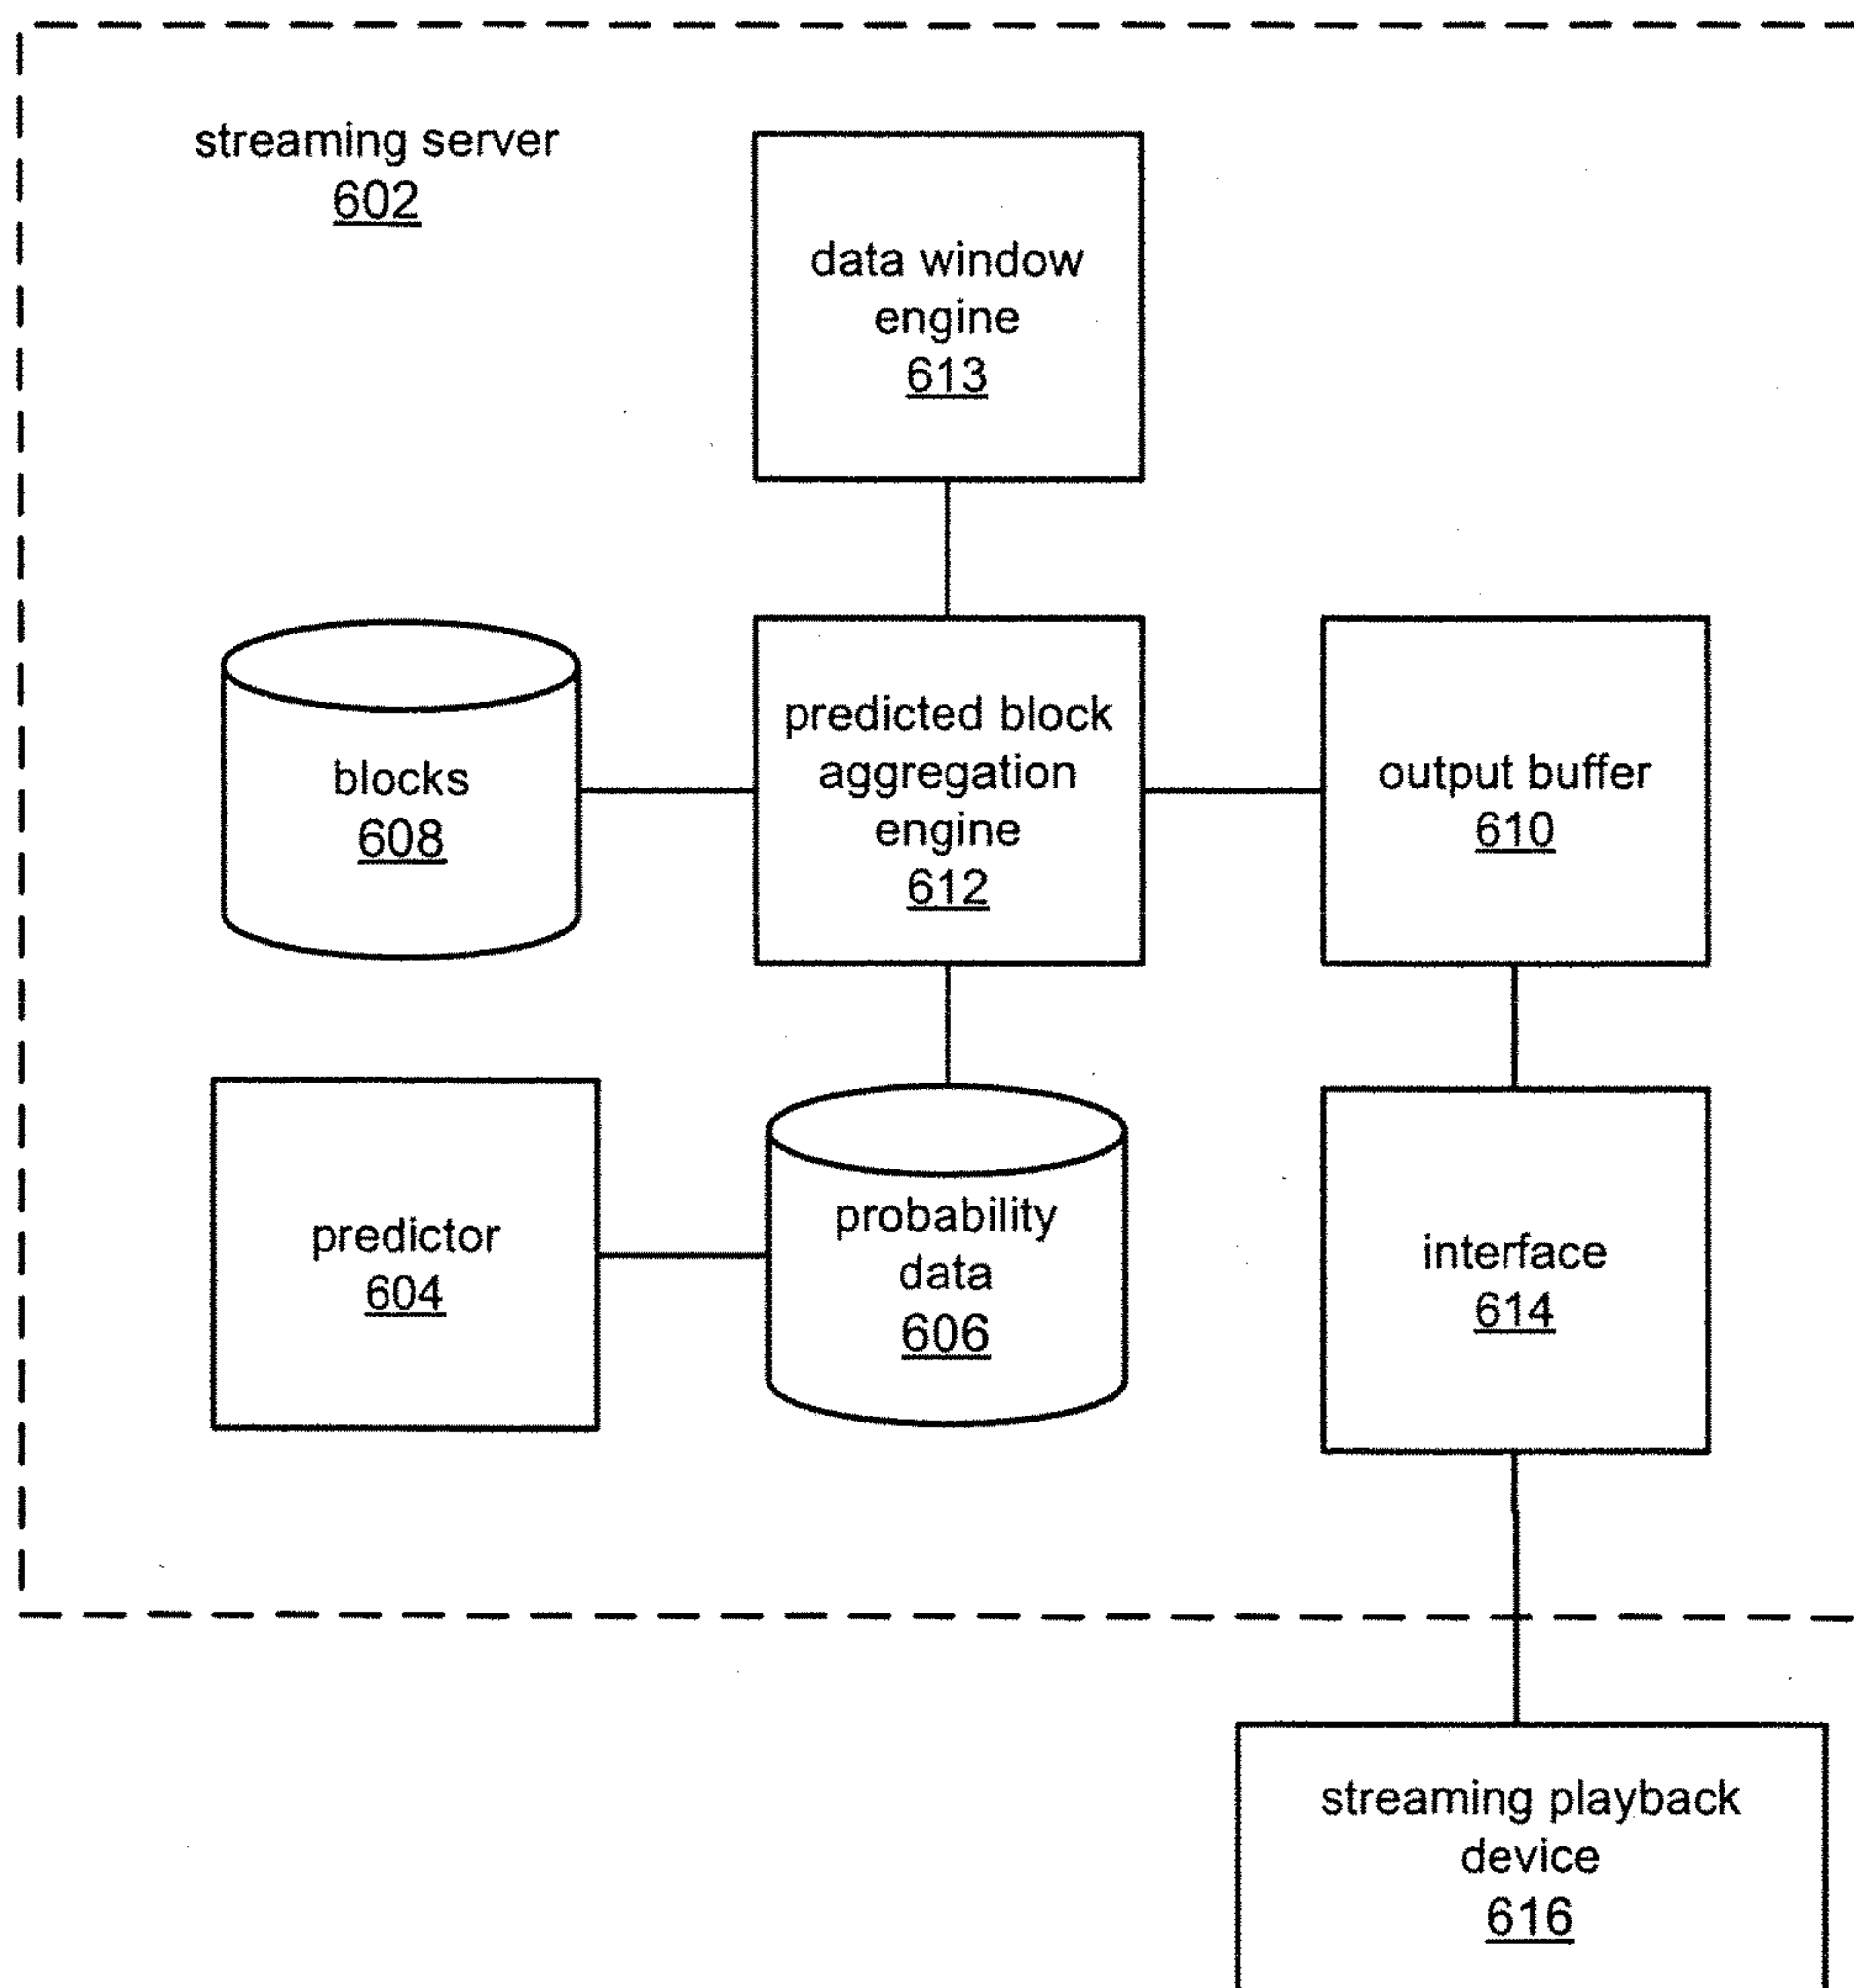 streaming server
602
data window
engine
613
blocks
608
predicted block
aggregation
engine
612
output buffer
610
predictor
604
probability
data
606
interface
614
streaming playback
device
616